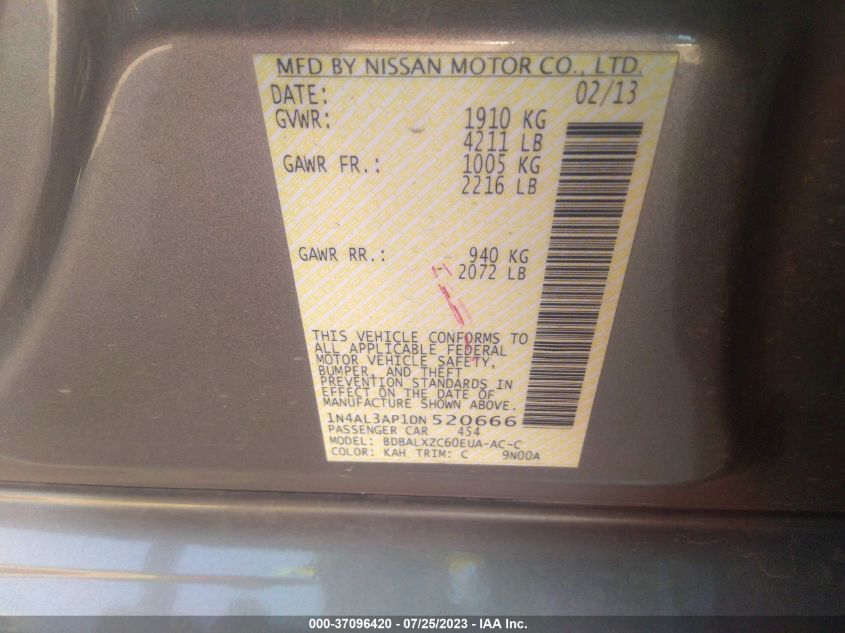 MFD BY NISSAN MOTOR CO., LTD.
DATE: 02/13
GVWR: 1910 KG
4211 LB
GAWR FR.: 1005 KG
2216 LB
GAWR RR.: 940 KG
2072 LB
THIS VEHICLE CONFORMS TO
ALL APPLICABLE FEDERAL
MOTOR VEHICLE SAFETY,
BUMPER, AND THEFT
PREVENTION STANDARDS IN
EFFECT ON THE DATE OF
MANUFACTURE SHOWN ABOVE.
1N4AL3AP1DN 520666
PASSENGER CAR 454
MODEL: BDBALXZC60EUA-AC-C
COLOR: KAH TRIM: C 9N00A
000-37096420 - 07/25/2023 - IAA Inc.